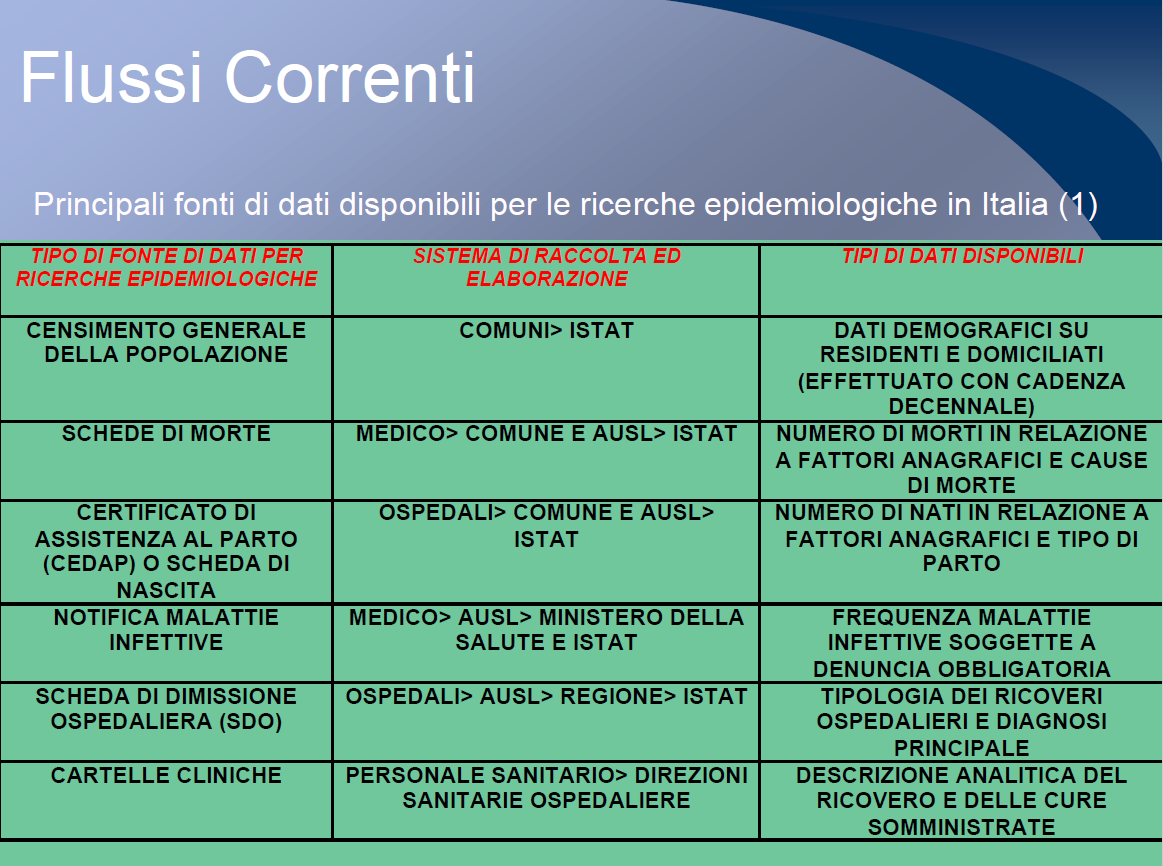 Flussi Correnti
Principali fonti di dati disponibili per le ricerche epidemiologiche in Italia (1)
TIPO DI FONTE DI DATI PER
RICERCHE EPIDEMIOLOGICHE
SISTEMA DI RACCOLTA ED
ELABORAZIONE
TIPI DI DATI DISPONIBILI
CENSIMENTO GENERALE
DELLA POPOLAZIONE
COMUNI> ISTAT
DATI DEMOGRAFICI SU
RESIDENTI E DOMICILIATI
(EFFETTUATO CON CADENZA
DECENNALE)
SCHEDE DI MORTE
MEDICO> COMUNE E AUSL> ISTAT
NUMERO DI MORTI IN RELAZIONE
A FATTORI ANAGRAFICI E CAUSE
DI MORTE
CERTIFICATO DI
ASSISTENZA AL PARTO
(CEDAP) O SCHEDA DI
NASCITA
OSPEDALI> COMUNE E AUSL>
ISTAT
NUMERO DI NATI IN RELAZIONE A
FATTORI ANAGRAFICI E TIPO DI
PARTO
NOTIFICA MALATTIE
INFETTIVE
MEDICO> AUSL> MINISTERO DELLA
SALUTE E ISTAT
FREQUENZA MALATTIE
INFETTIVE SOGGETTE A
DENUNCIA OBBLIGATORIA
SCHEDA DI DIMISSIONE
OSPEDALIERA (SDO)
OSPEDALI> AUSL> REGIONE> ISTAT
TIPOLOGIA DEI RICOVERI
OSPEDALIERI E DIAGNOSI
PRINCIPALE
CARTELLE CLINICHE
PERSONALE SANITARIO> DIREZIONI
SANITARIE OSPEDALIERE
DESCRIZIONE ANALITICA DEL
RICOVERO E DELLE CURE
SOMMINISTRATE